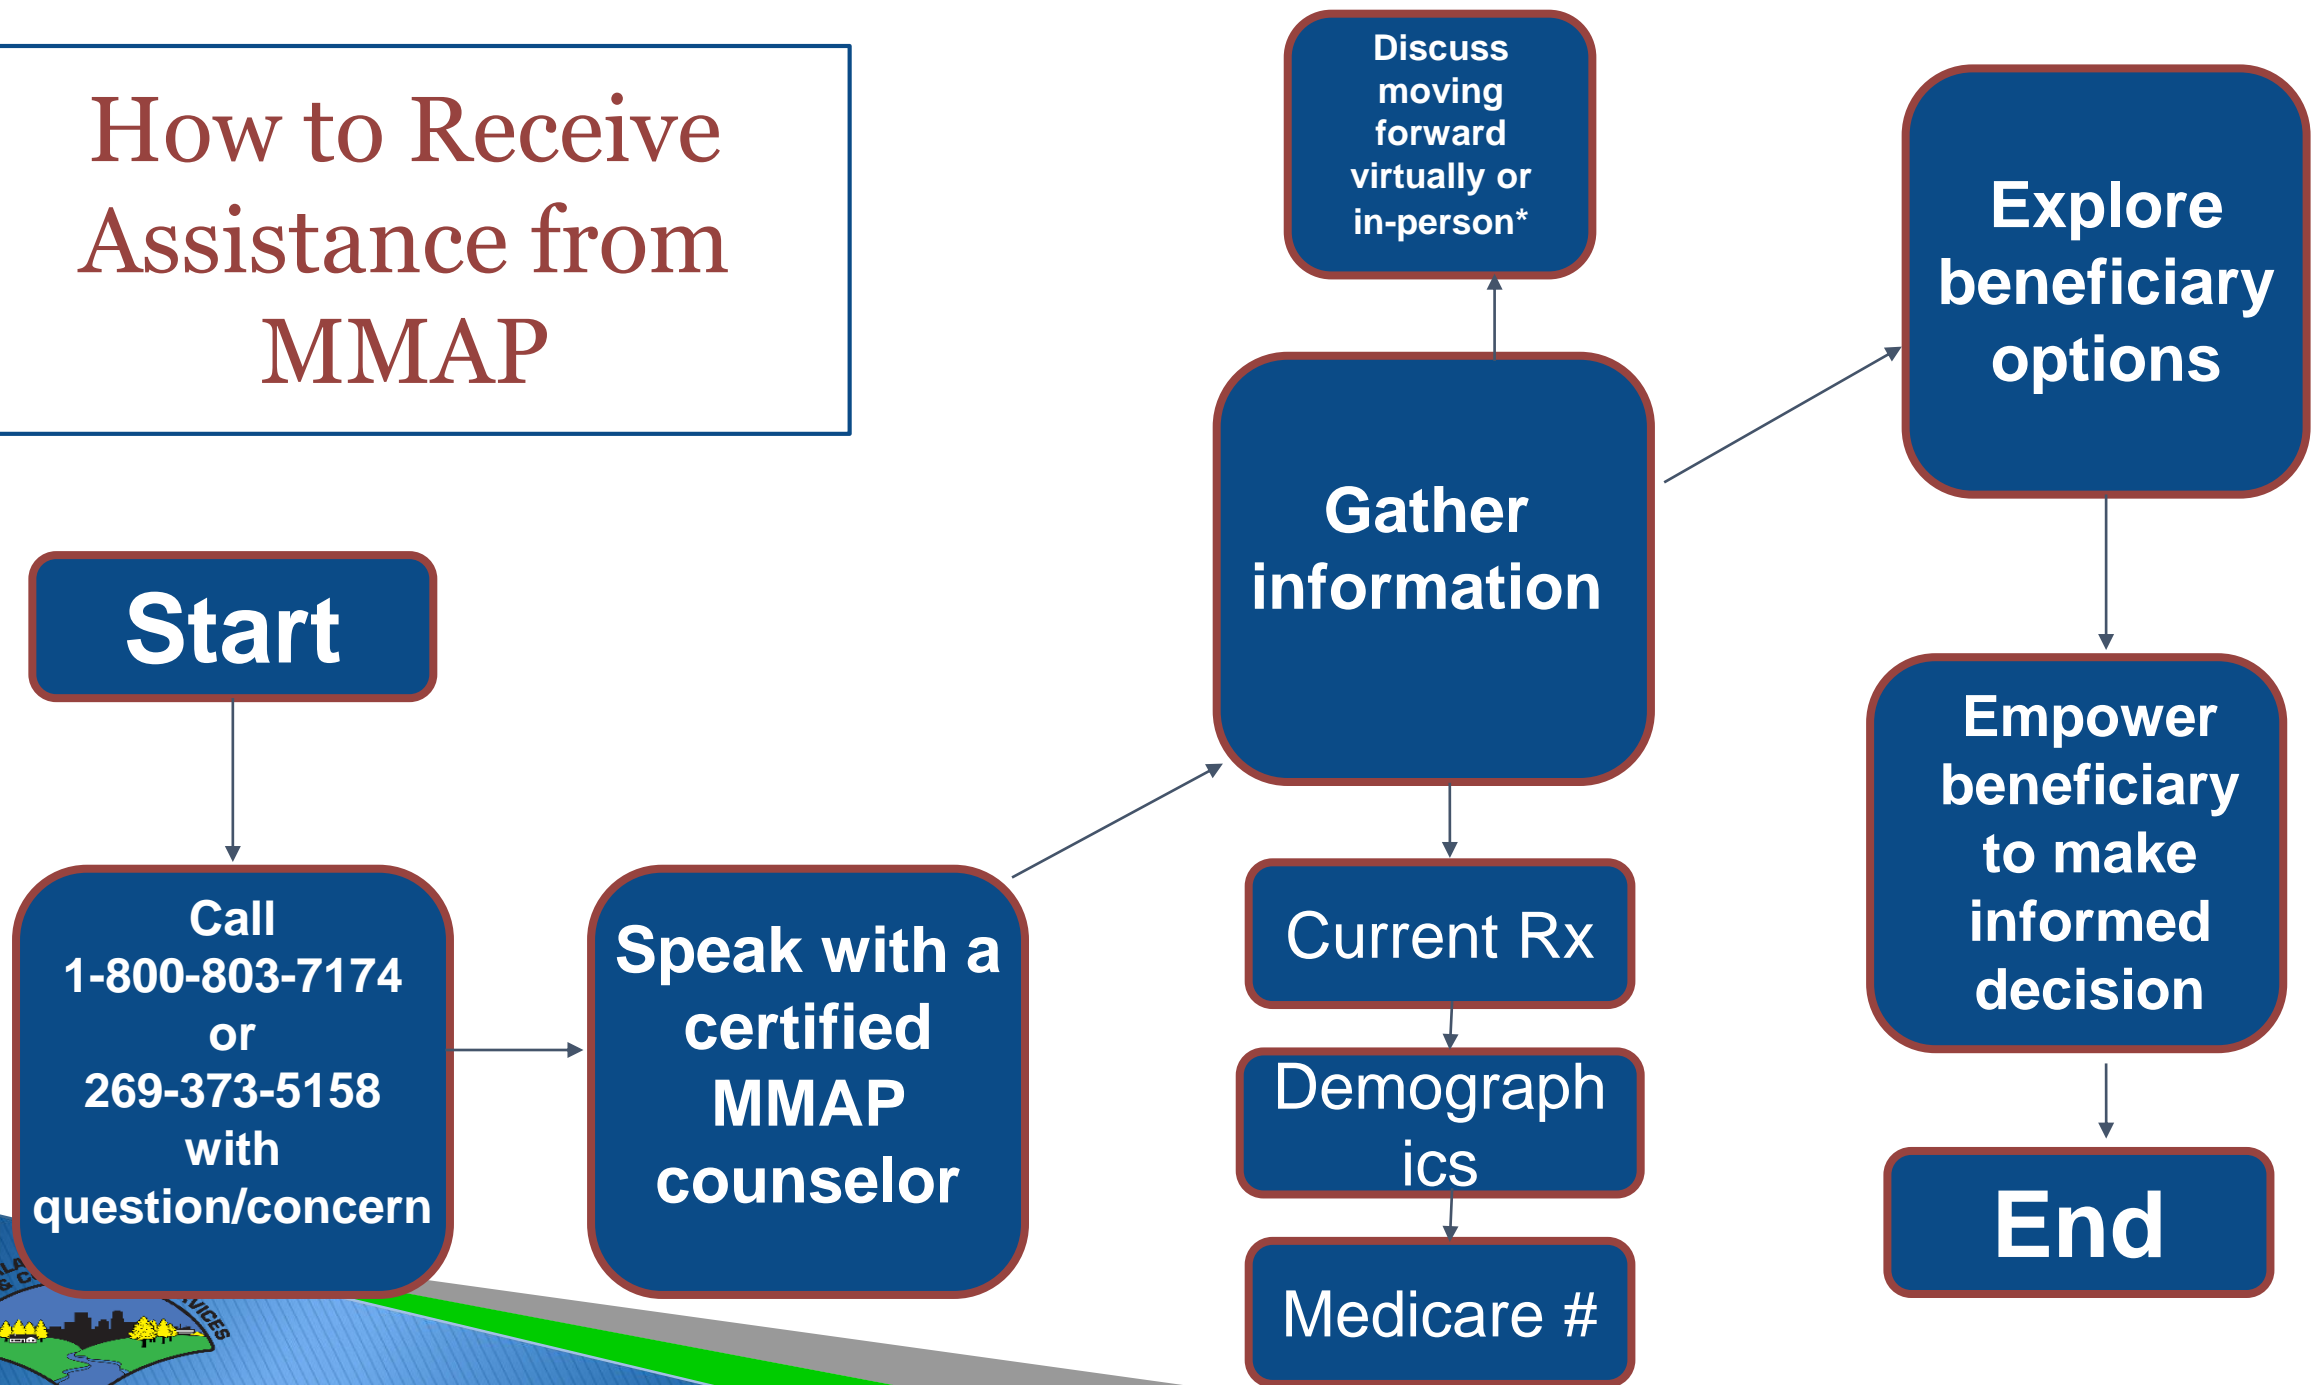 How to Receive
Assistance from
MMAP
Start
Call
1-800-803-7174
or
269-373-5158
with
question/concern
Speak with a
certified
MMAP
counselor
Discuss
moving
forward
virtually or
in-person*
Gather
information
Current Rx
Demograph
ics
Medicare #
Explore
beneficiary
options
Empower
beneficiary
to make
informed
decision
End